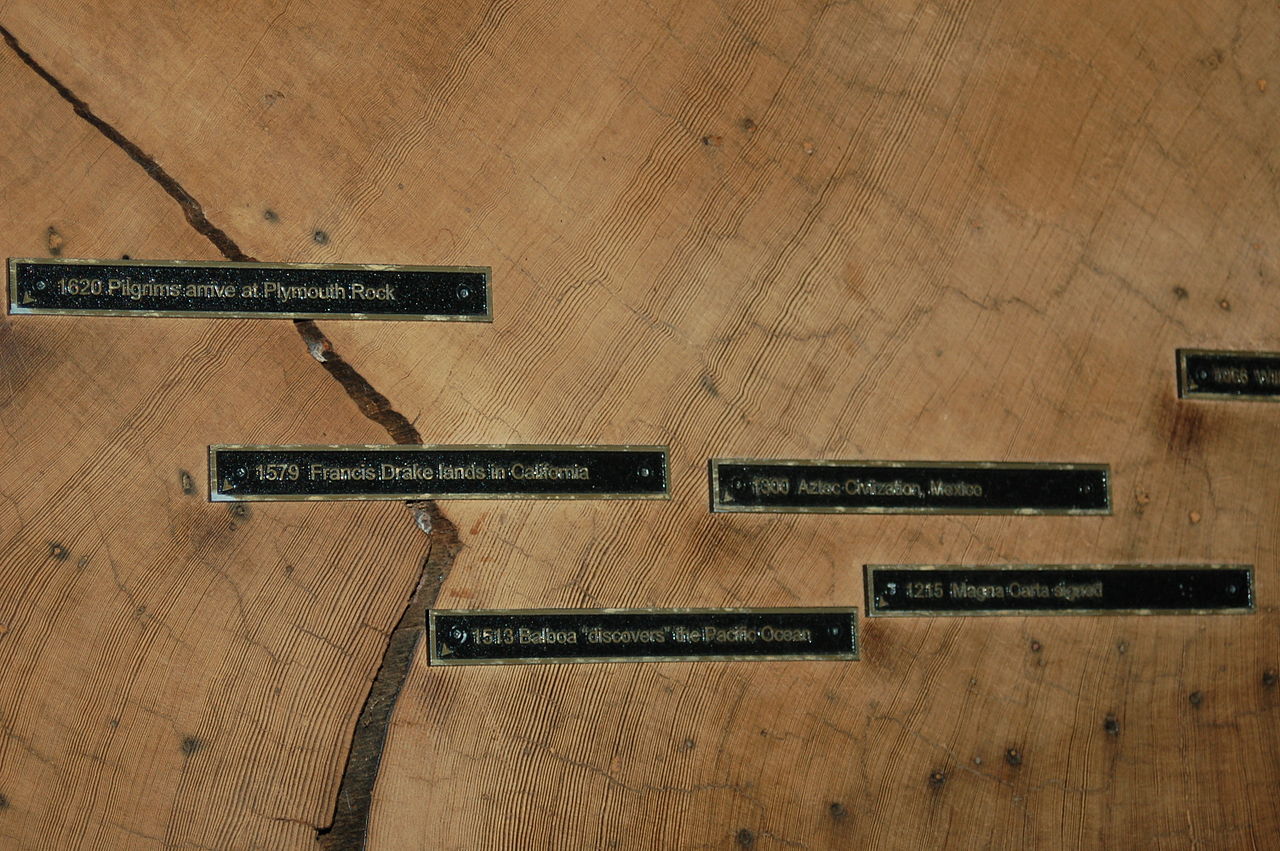 1620 Pilgrims arrive at Plymouth Rock
1579 Francis Drake lands in California
1300 Aztec Civilization, Mexico
1215 Magna Carta signed
1513 Balboa "discovers" the Pacific Ocean